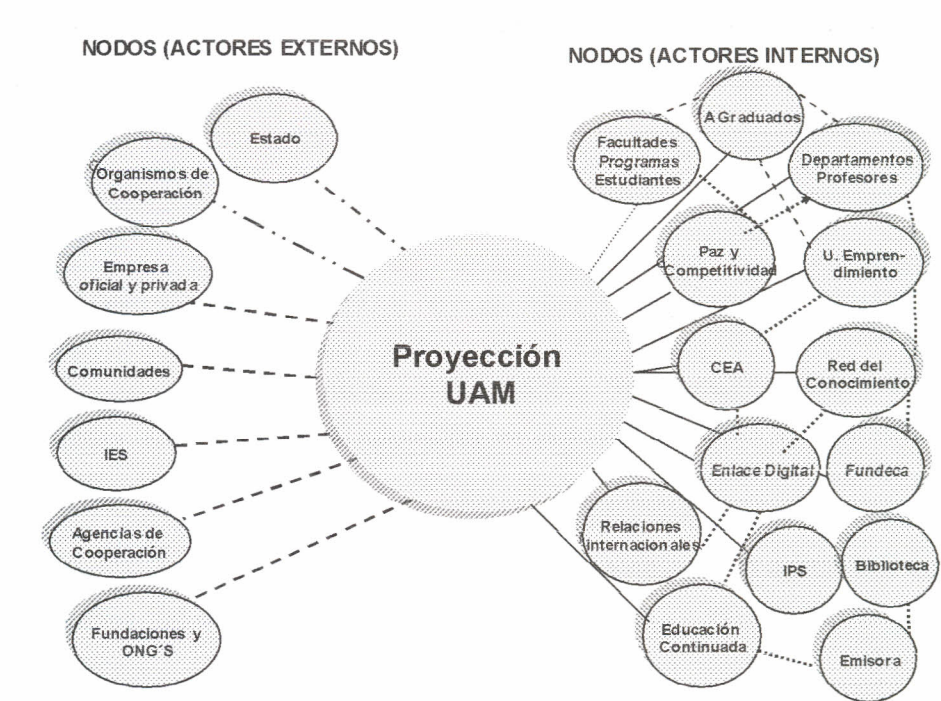 NODOS (ACTORES EXTERNOS)
NODOS (ACTORES INTERNOS)
Estado
Organismos de
Cooperación
Empresa
oficial y privada
Comunidades
IES
Agencias de
Cooperación
Fundaciones y
ONG´S
Proyección
UAM
A Graduados
Facultades
Programas
Estudiantes
Departamentos
Profesores
Paz y
Competitividad
U. Empren-
dimiento
CEA
Red del
Conocimiento
Enlace Digital
Fundeca
Relaciones
internacionales
IPS
Biblioteca
Educación
Continuada
Emisora